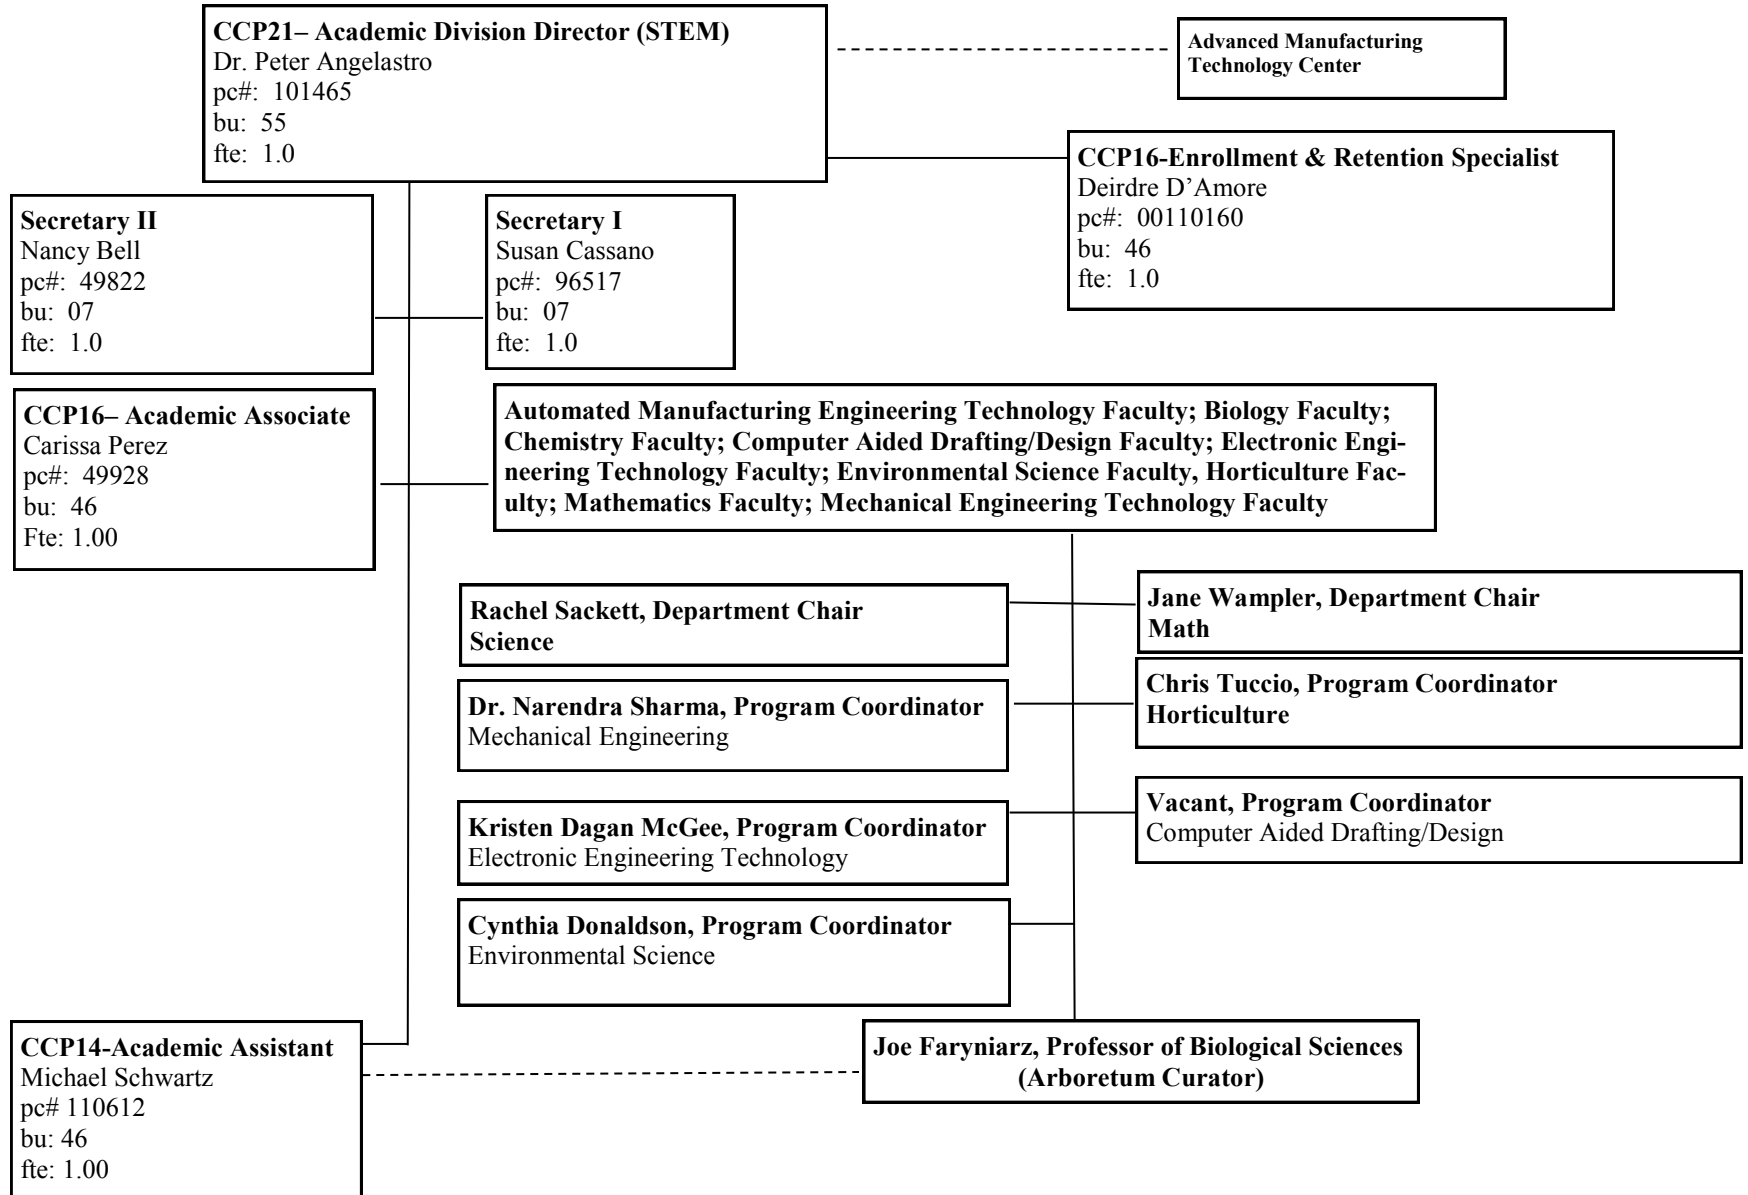 CCP21– Academic Division Director (STEM)
Dr. Peter Angelastro
pc#:  101465
bu:  55
fte:  1.0
Advanced Manufacturing
Technology Center
CCP16-Enrollment & Retention Specialist
Deirdre D’Amore
pc#:  00110160
bu:  46
fte:  1.0
Secretary II
Nancy Bell
pc#:  49822
bu:  07
fte:  1.0
Secretary I
Susan Cassano
pc#:  96517
bu:  07
fte:  1.0
CCP16– Academic Associate
Carissa Perez
pc#:  49928
bu:  46
Fte: 1.00
Automated Manufacturing Engineering Technology Faculty; Biology Faculty;
Chemistry Faculty; Computer Aided Drafting/Design Faculty; Electronic Engi-
neering Technology Faculty; Environmental Science Faculty, Horticulture Fac-
ulty; Mathematics Faculty; Mechanical Engineering Technology Faculty
Rachel Sackett, Department Chair
Science
Jane Wampler, Department Chair
Math
Dr. Narendra Sharma, Program Coordinator
Mechanical Engineering
Chris Tuccio, Program Coordinator
Horticulture
Kristen Dagan McGee, Program Coordinator
Electronic Engineering Technology
Vacant, Program Coordinator
Computer Aided Drafting/Design
Cynthia Donaldson, Program Coordinator
Environmental Science
CCP14-Academic Assistant
Michael Schwartz
pc# 110612
bu: 46
fte: 1.00
Joe Faryniarz, Professor of Biological Sciences
(Arboretum Curator)